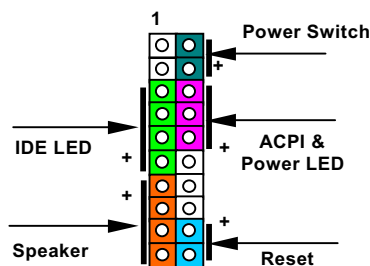 1
Power Switch
+
IDE LED
+
ACPI &
Power LED
+
+
Speaker
+
Reset